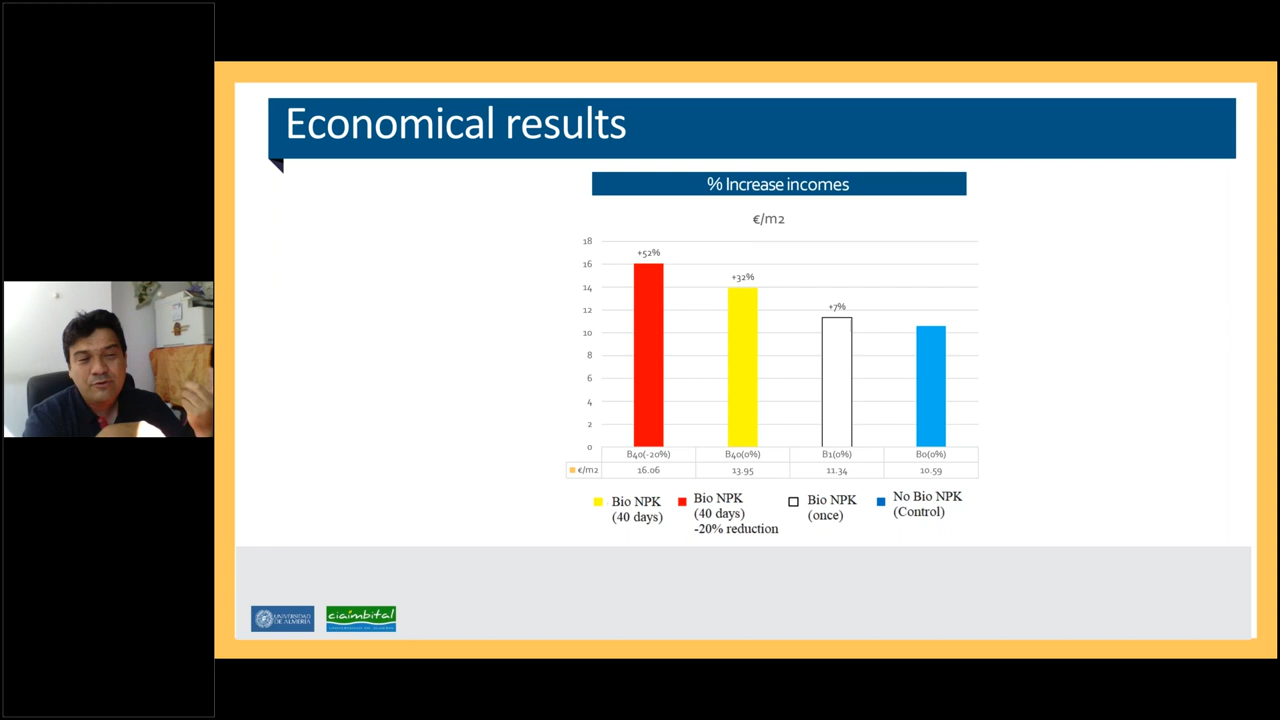 Economical results
% Increase incomes
€/m2
18
16
14
12
10
8
6
4
2
0
+52%
+32%
+7%
B40(-20%) B40(0%) B1(0%) B0(0%)
€/m2 16.06 13.95 11.34 10.59
Bio NPK
(40 days)
Bio NPK
(40 days)
-20% reduction
Bio NPK
(once)
No Bio NPK
(Control)
UNIVERSIDAD
DE ALMERÍA
ciaimbital